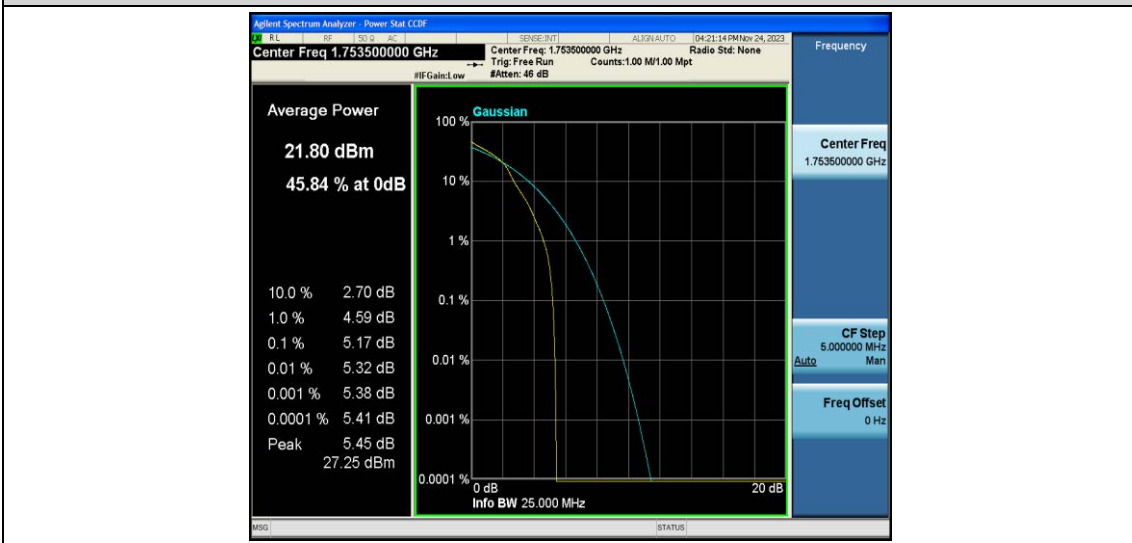 Agilent Spectrum Analyzer - Power Stat CCDF
LXI RL RF 50 Ω AC SENSE:INT ALIGN AUTO 04:21:14 PM Nov 24, 2023
Center Freq 1.753500000 GHz
Center Freq: 1.753500000 GHz Radio Std: None
Trig: Free Run Counts:1.00 M/1.00 Mpt
#IFGain:Low #Atten: 46 dB
Frequency
Average Power
21.80 dBm
45.84 % at 0dB
10.0 % 2.70 dB
1.0 % 4.59 dB
0.1 % 5.17 dB
0.01 % 5.32 dB
0.001 % 5.38 dB
0.0001 % 5.41 dB
Peak 5.45 dB
27.25 dBm
Gaussian
100 %
10 %
1 %
0.1 %
0.01 %
0.001 %
0.0001 %
0 dB 20 dB
Info BW 25.000 MHz
Center Freq
1.753500000 GHz
CF Step
5.000000 MHz
Auto Man
Freq Offset
0 Hz
MSG STATUS